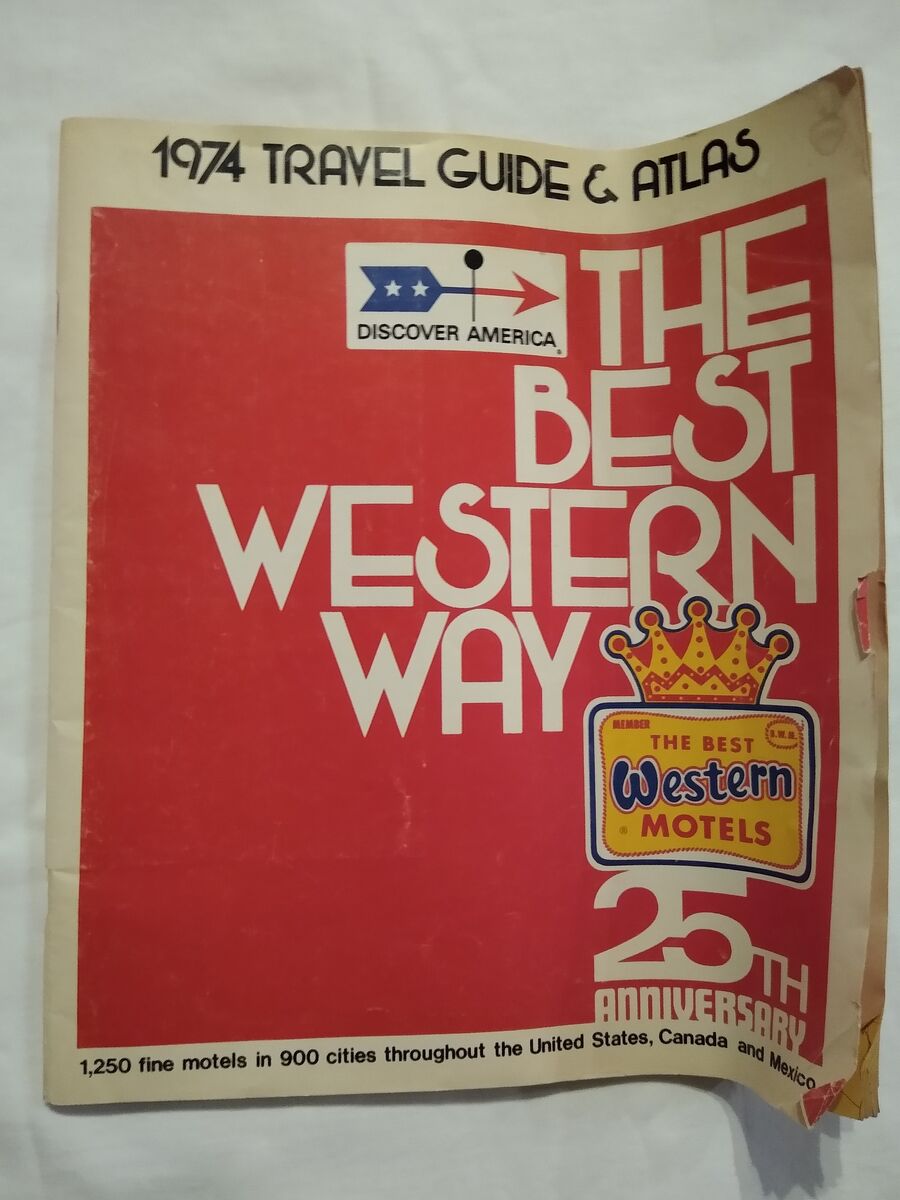 1974 TRAVEL GUIDE & ATLAS
DISCOVER AMERICA
THE
BEST
WESTERN
WAY
MEMBER
B.W.M.
THE BEST
Western
® MOTELS
25TH
ANNIVERSARY
1,250 fine motels in 900 cities throughout the United States, Canada and Mexico